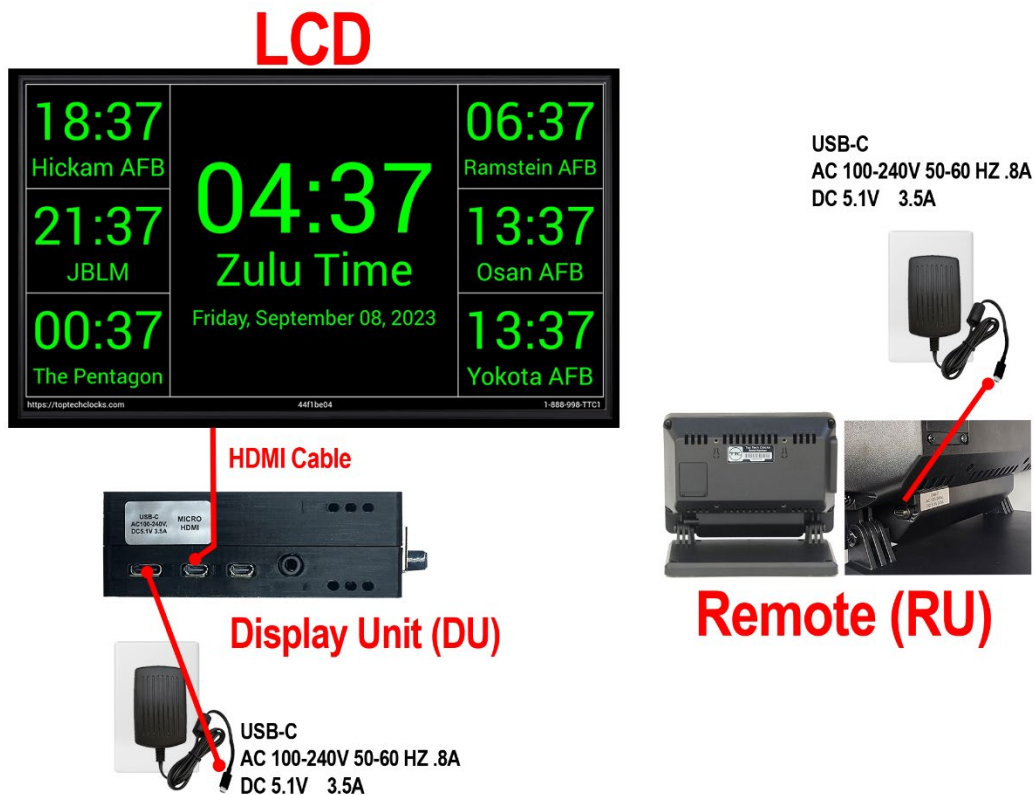 LCD
18:37
Hickam AFB
21:37
JBLM
00:37
The Pentagon
04:37
Zulu Time
Friday, September 08, 2023
06:37
Ramstein AFB
13:37
Osan AFB
13:37
Yokota AFB
https://toptechclocks.com
44f1be04
1-888-998-TTC1
HDMI Cable
USB-C
AC100-240V,
DC5.1V 3.5A
MICRO
HDMI
Display Unit (DU)
USB-C
AC 100-240V 50-60 HZ .8A
DC 5.1V 3.5A
USB-C
AC 100-240V 50-60 HZ .8A
DC 5.1V 3.5A
Top Tech Clocks
Remote (RU)